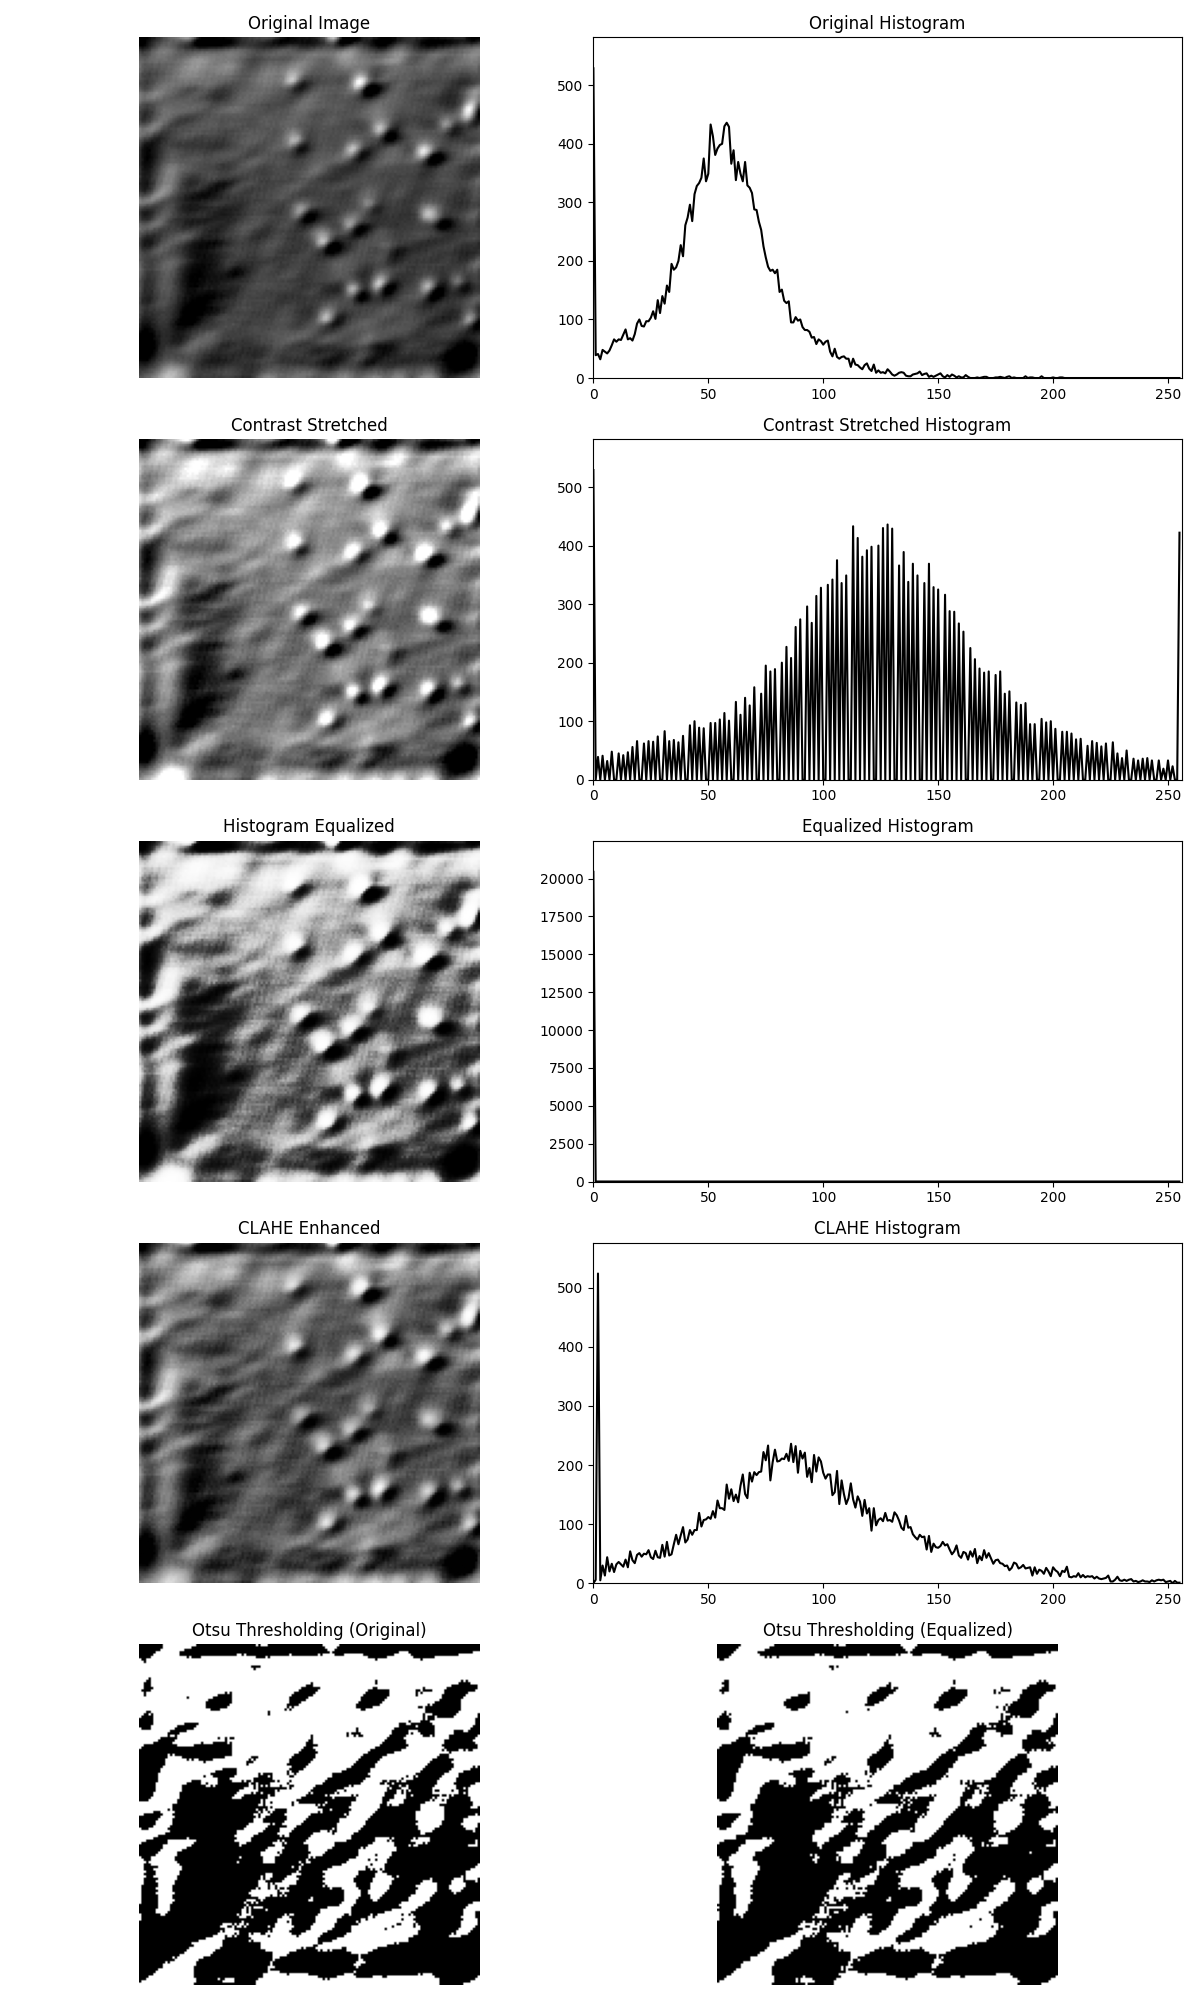 Original Image
Original Histogram
500
400
300
200
100
0
0 50 100 150 200 250
Contrast Stretched
Contrast Stretched Histogram
500
400
300
200
100
0
0 50 100 150 200 250
Histogram Equalized
Equalized Histogram
20000
17500
15000
12500
10000
7500
5000
2500
0
0 50 100 150 200 250
CLAHE Enhanced
CLAHE Histogram
500
400
300
200
100
0
0 50 100 150 200 250
Otsu Thresholding (Original)
Otsu Thresholding (Equalized)